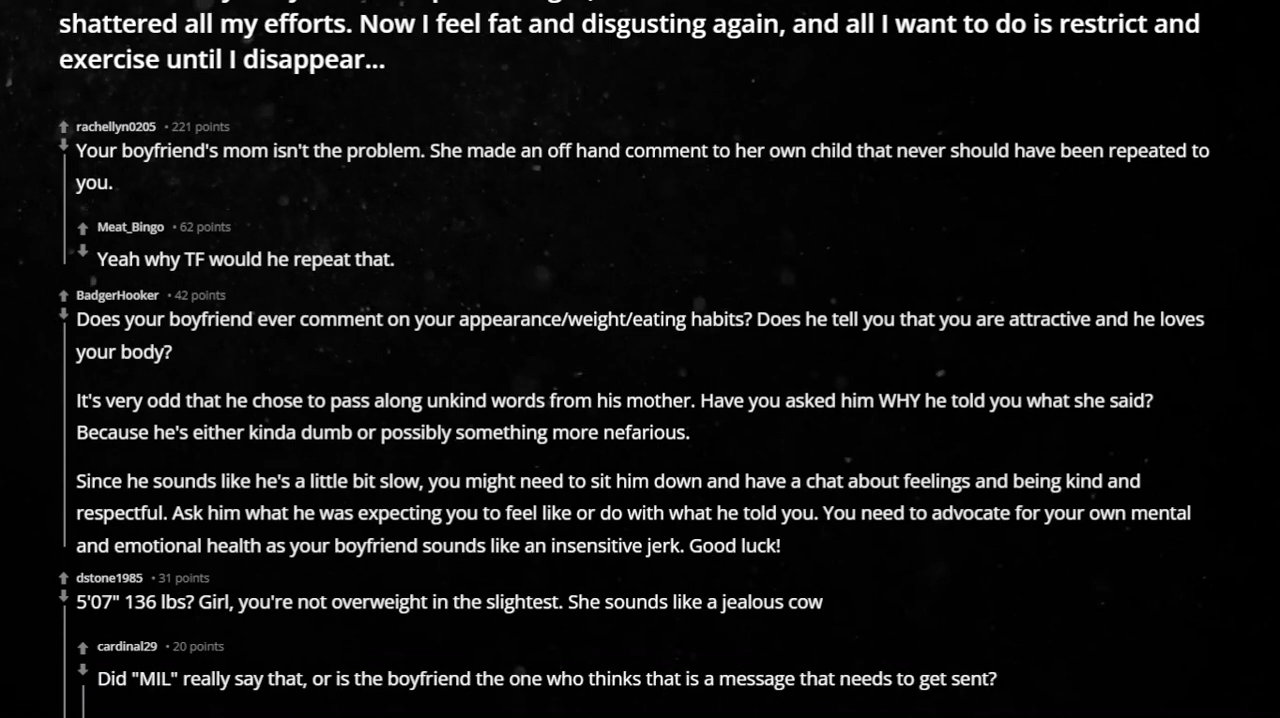 shattered all my efforts. Now I feel fat and disgusting again, and all I want to do is restrict and
exercise until I disappear...
rachellyn0205 • 221 points
Your boyfriend's mom isn't the problem. She made an off hand comment to her own child that never should have been repeated to
you.
Meat_Bingo • 62 points
Yeah why TF would he repeat that.
BadgerHooker • 42 points
Does your boyfriend ever comment on your appearance/weight/eating habits? Does he tell you that you are attractive and he loves
your body?
It's very odd that he chose to pass along unkind words from his mother. Have you asked him WHY he told you what she said?
Because he's either kinda dumb or possibly something more nefarious.
Since he sounds like he's a little bit slow, you might need to sit him down and have a chat about feelings and being kind and
respectful. Ask him what he was expecting you to feel like or do with what he told you. You need to advocate for your own mental
and emotional health as your boyfriend sounds like an insensitive jerk. Good luck!
dstone1985 • 31 points
5'07" 136 lbs? Girl, you're not overweight in the slightest. She sounds like a jealous cow
cardinal29 • 20 points
Did "MIL" really say that, or is the boyfriend the one who thinks that is a message that needs to get sent?